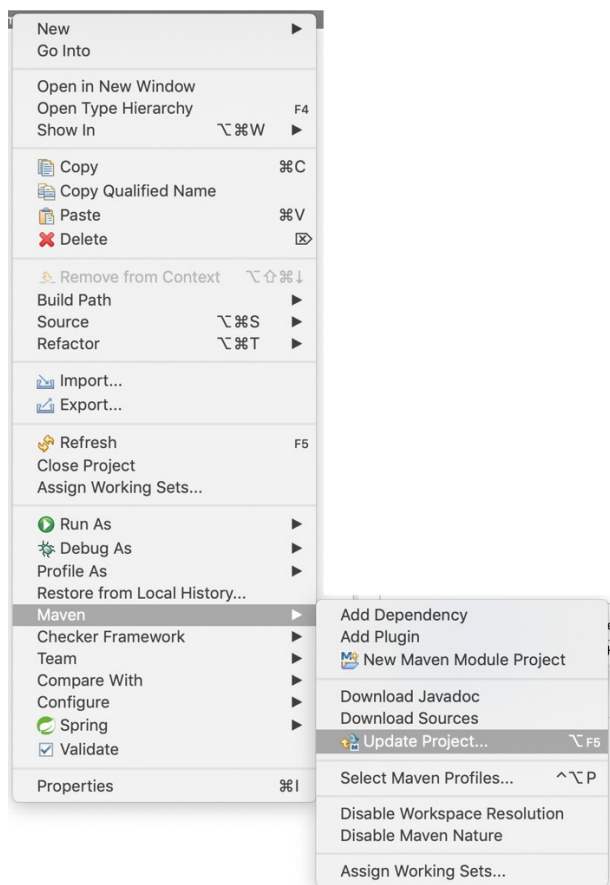 New
Go Into
Open in New Window
Open Type Hierarchy F4
Show In ⌥⌘W
Copy ⌘C
Copy Qualified Name
Paste ⌘V
Delete ⌦
Remove from Context ⌥⇧⌘↓
Build Path
Source ⌥⌘S
Refactor ⌥⌘T
Import...
Export...
Refresh F5
Close Project
Assign Working Sets...
Run As
Debug As
Profile As
Restore from Local History...
Maven
Checker Framework
Team
Compare With
Configure
Spring
Validate
Properties ⌘I
Add Dependency
Add Plugin
New Maven Module Project
Download Javadoc
Download Sources
Update Project... ⌥F5
Select Maven Profiles... ^⌥P
Disable Workspace Resolution
Disable Maven Nature
Assign Working Sets...